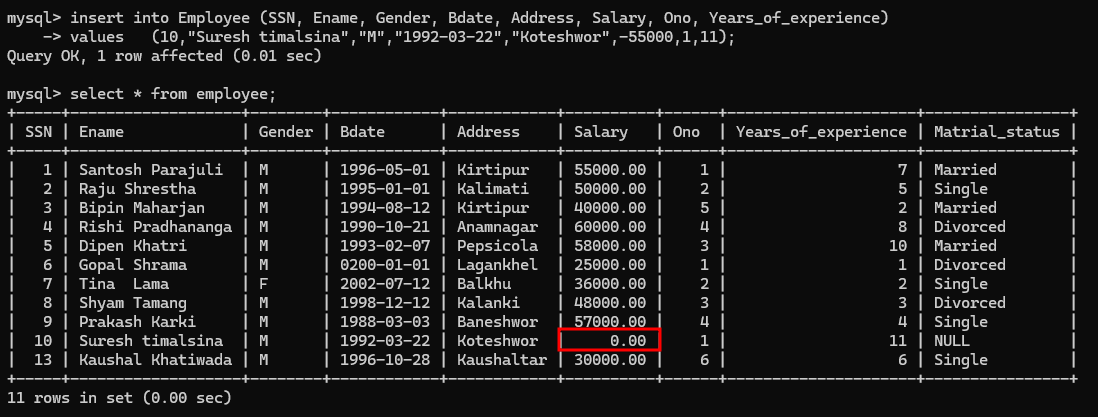 mysql> insert into Employee (SSN, Ename, Gender, Bdate, Address, Salary, Ono, Years_of_experience)
    -> values   (10,"Suresh timalsina","M","1992-03-22","Koteshwor",-55000,1,11);
Query OK, 1 row affected (0.01 sec)

mysql> select * from employee;
+-----+-------------------+--------+------------+------------+----------+------+---------------------+----------------+
| SSN | Ename             | Gender | Bdate      | Address    | Salary   | Ono  | Years_of_experience | Matrial_status |
+-----+-------------------+--------+------------+------------+----------+------+---------------------+----------------+
|   1 | Santosh Parajuli  | M      | 1996-05-01 | Kirtipur   | 55000.00 |    1 |                   7 | Married        |
|   2 | Raju Shrestha     | M      | 1995-01-01 | Kalimati   | 50000.00 |    2 |                   5 | Single         |
|   3 | Bipin Maharjan    | M      | 1994-08-12 | Kirtipur   | 40000.00 |    5 |                   2 | Married        |
|   4 | Rishi Pradhananga | M      | 1990-10-21 | Anamnagar  | 60000.00 |    4 |                   8 | Divorced       |
|   5 | Dipen Khatri      | M      | 1993-02-07 | Pepsicola  | 58000.00 |    3 |                  10 | Married        |
|   6 | Gopal Shrama      | M      | 0200-01-01 | Lagankhel  | 25000.00 |    1 |                   1 | Divorced       |
|   7 | Tina  Lama        | F      | 2002-07-12 | Balkhu     | 36000.00 |    2 |                   2 | Single         |
|   8 | Shyam Tamang      | M      | 1998-12-12 | Kalanki    | 48000.00 |    3 |                   3 | Divorced       |
|   9 | Prakash Karki     | M      | 1988-03-03 | Baneshwor  | 57000.00 |    4 |                   4 | Single         |
|  10 | Suresh timalsina  | M      | 1992-03-22 | Koteshwor  |     0.00 |    1 |                  11 | NULL           |
|  13 | Kaushal Khatiwada | M      | 1996-10-28 | Kaushaltar | 30000.00 |    6 |                   6 | Single         |
+-----+-------------------+--------+------------+------------+----------+------+---------------------+----------------+
11 rows in set (0.00 sec)